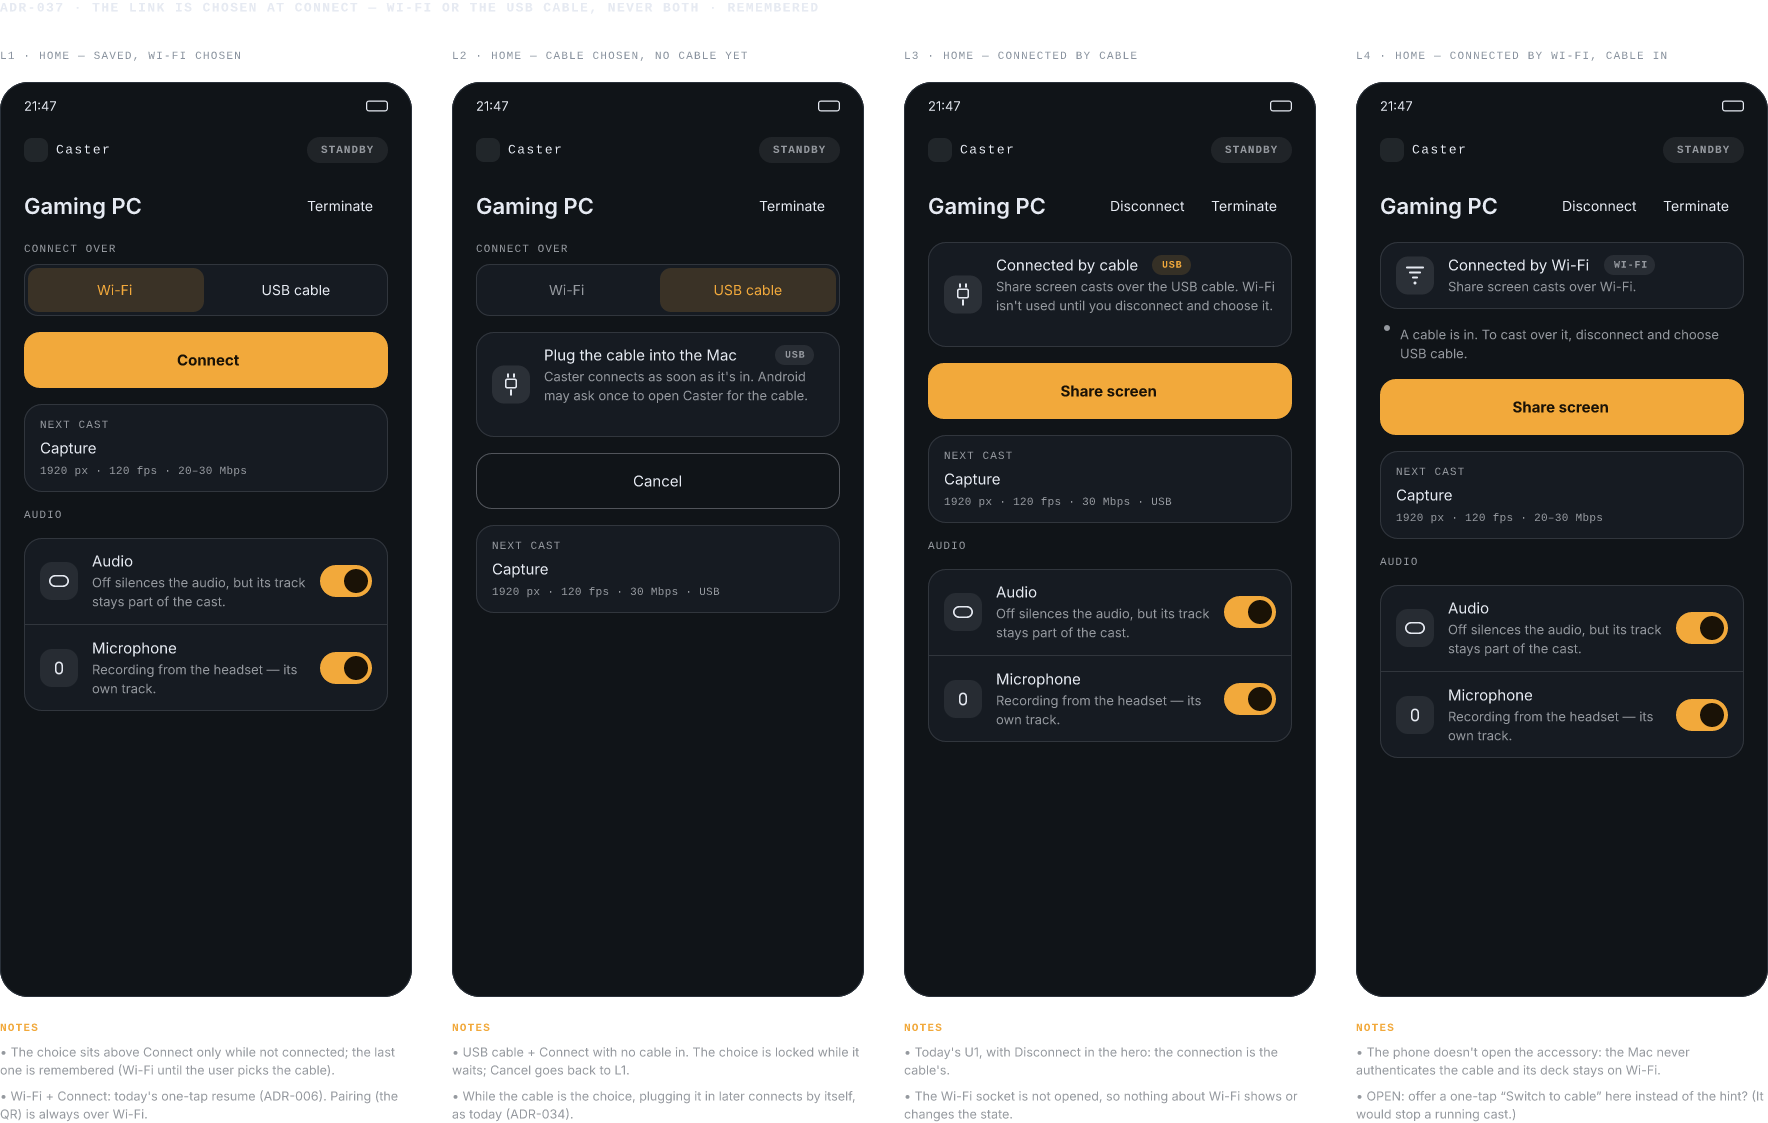 ADR-037 · THE LINK IS CHOSEN AT CONNECT — WI-FI OR THE USB CABLE, NEVER BOTH · REMEMBERED
L1 · HOME — SAVED, WI-FI CHOSEN
21:47
Caster
STANDBY
Gaming PC
Terminate
CONNECT OVER
Wi-Fi
USB cable
Connect
NEXT CAST
Capture
1920 px · 120 fps · 20–30 Mbps
AUDIO
Audio
Off silences the audio, but its track
stays part of the cast.
Microphone
Recording from the headset — its
own track.
NOTES
• The choice sits above Connect only while not connected; the last
one is remembered (Wi-Fi until the user picks the cable).
• Wi-Fi + Connect: today's one-tap resume (ADR-006). Pairing (the
QR) is always over Wi-Fi.
L2 · HOME — CABLE CHOSEN, NO CABLE YET
21:47
Caster
STANDBY
Gaming PC
Terminate
CONNECT OVER
Wi-Fi
USB cable
Plug the cable into the Mac
USB
Caster connects as soon as it's in. Android
may ask once to open Caster for the cable.
Cancel
NEXT CAST
Capture
1920 px · 120 fps · 30 Mbps · USB
NOTES
• USB cable + Connect with no cable in. The choice is locked while it
waits; Cancel goes back to L1.
• While the cable is the choice, plugging it in later connects by itself,
as today (ADR-034).
L3 · HOME — CONNECTED BY CABLE
21:47
Caster
STANDBY
Gaming PC
Disconnect
Terminate
Connected by cable
USB
Share screen casts over the USB cable. Wi-Fi
isn't used until you disconnect and choose it.
Share screen
NEXT CAST
Capture
1920 px · 120 fps · 30 Mbps · USB
AUDIO
Audio
Off silences the audio, but its track
stays part of the cast.
Microphone
Recording from the headset — its
own track.
NOTES
• Today's U1, with Disconnect in the hero: the connection is the
cable's.
• The Wi-Fi socket is not opened, so nothing about Wi-Fi shows or
changes the state.
L4 · HOME — CONNECTED BY WI-FI, CABLE IN
21:47
Caster
STANDBY
Gaming PC
Disconnect
Terminate
Connected by Wi-Fi
WI-FI
Share screen casts over Wi-Fi.
A cable is in. To cast over it, disconnect and choose
USB cable.
Share screen
NEXT CAST
Capture
1920 px · 120 fps · 20–30 Mbps
AUDIO
Audio
Off silences the audio, but its track
stays part of the cast.
Microphone
Recording from the headset — its
own track.
NOTES
• The phone doesn't open the accessory: the Mac never
authenticates the cable and its deck stays on Wi-Fi.
• OPEN: offer a one-tap “Switch to cable” here instead of the hint? (It
would stop a running cast.)